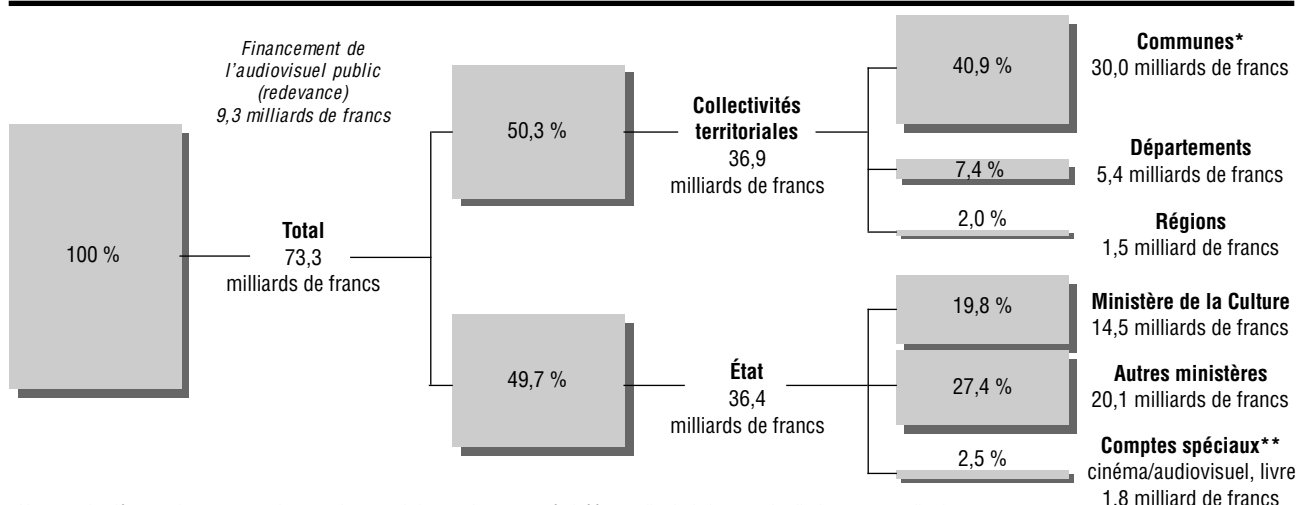 Financement de
l'audiovisuel public
(redevance)
9,3 milliards de francs
100 %
Total
73,3
milliards de francs
50,3 %
Collectivités
territoriales
36,9
milliards de francs
40,9 %
Communes*
30,0 milliards de francs
7,4 %
Départements
5,4 milliards de francs
2,0 %
Régions
1,5 milliard de francs
49,7 %
État
36,4
milliards de francs
19,8 %
Ministère de la Culture
14,5 milliards de francs
27,4 %
Autres ministères
20,1 milliards de francs
2,5 %
Comptes spéciaux**
cinéma/audiovisuel, livre
1,8 milliard de francs